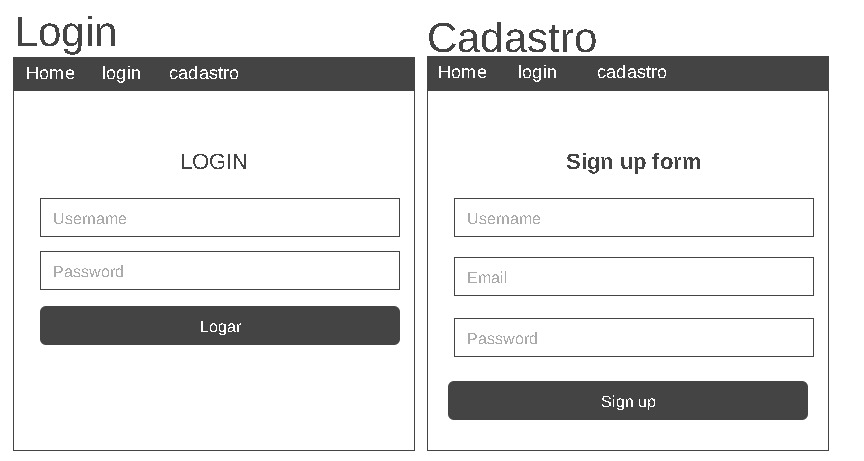 Login
Home login cadastro
LOGIN
Username
Password
Logar
Cadastro
Home login cadastro
Sign up form
Username
Email
Password
Sign up